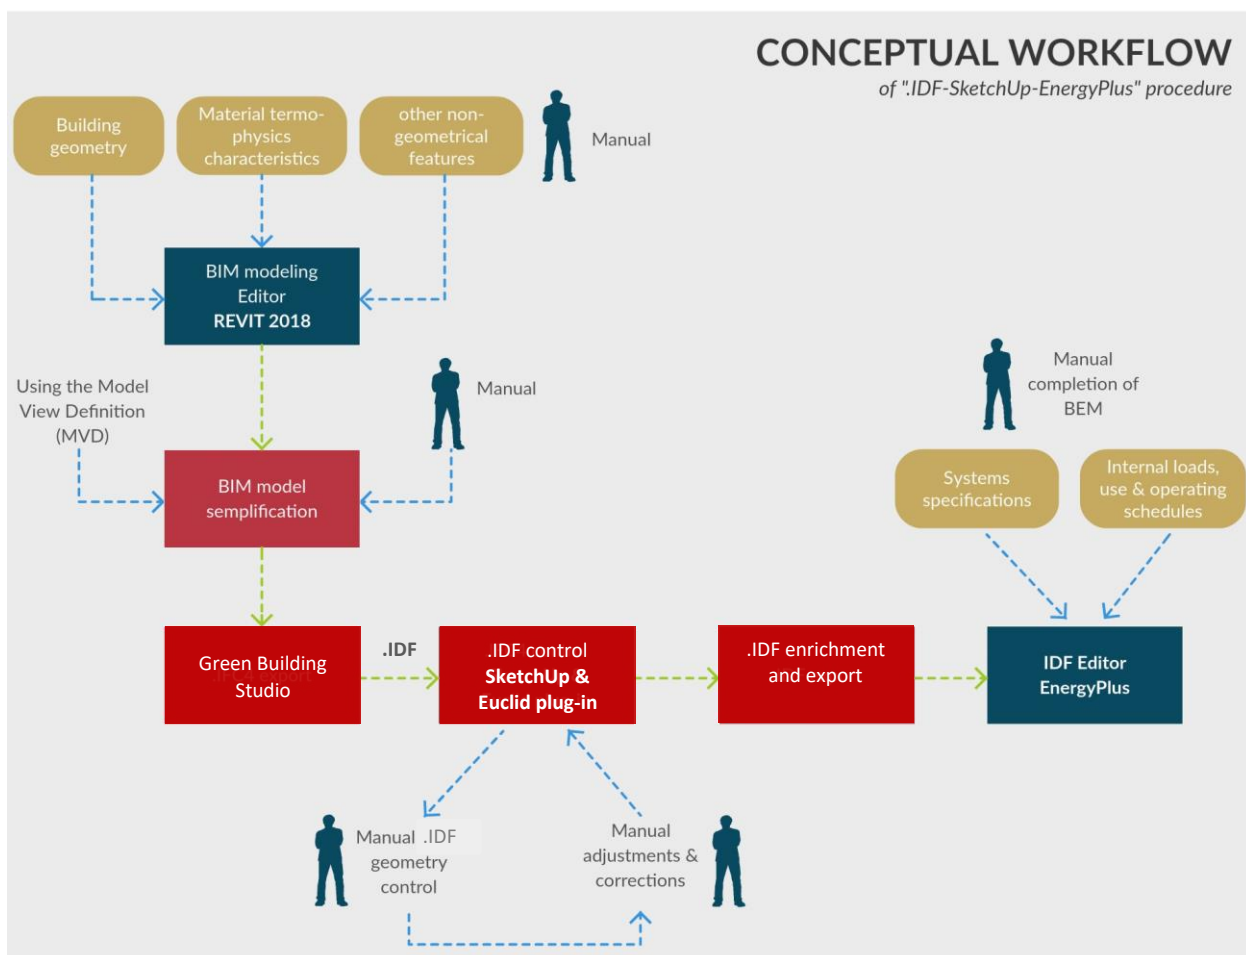 CONCEPTUAL WORKFLOW
of ".IDF-SketchUp-EnergyPlus" procedure
Building
geometry
Material termo-
physics
characteristics
other non-
geometrical
features
Manual
BIM modeling
Editor
REVIT 2018
Using the Model
View Definition
(MVD)
Manual
BIM model
semplification
Manual
completion of
BEM
Systems
specifications
Internal loads,
use & operating
schedules
Green Building
Studio
.IFC4 export
.IDF
.IDF control
SketchUp &
Euclid plug-in
.IDF enrichment
and export
IDF Editor
EnergyPlus
Manual .IDF
geometry
control
Manual
adjustments &
corrections